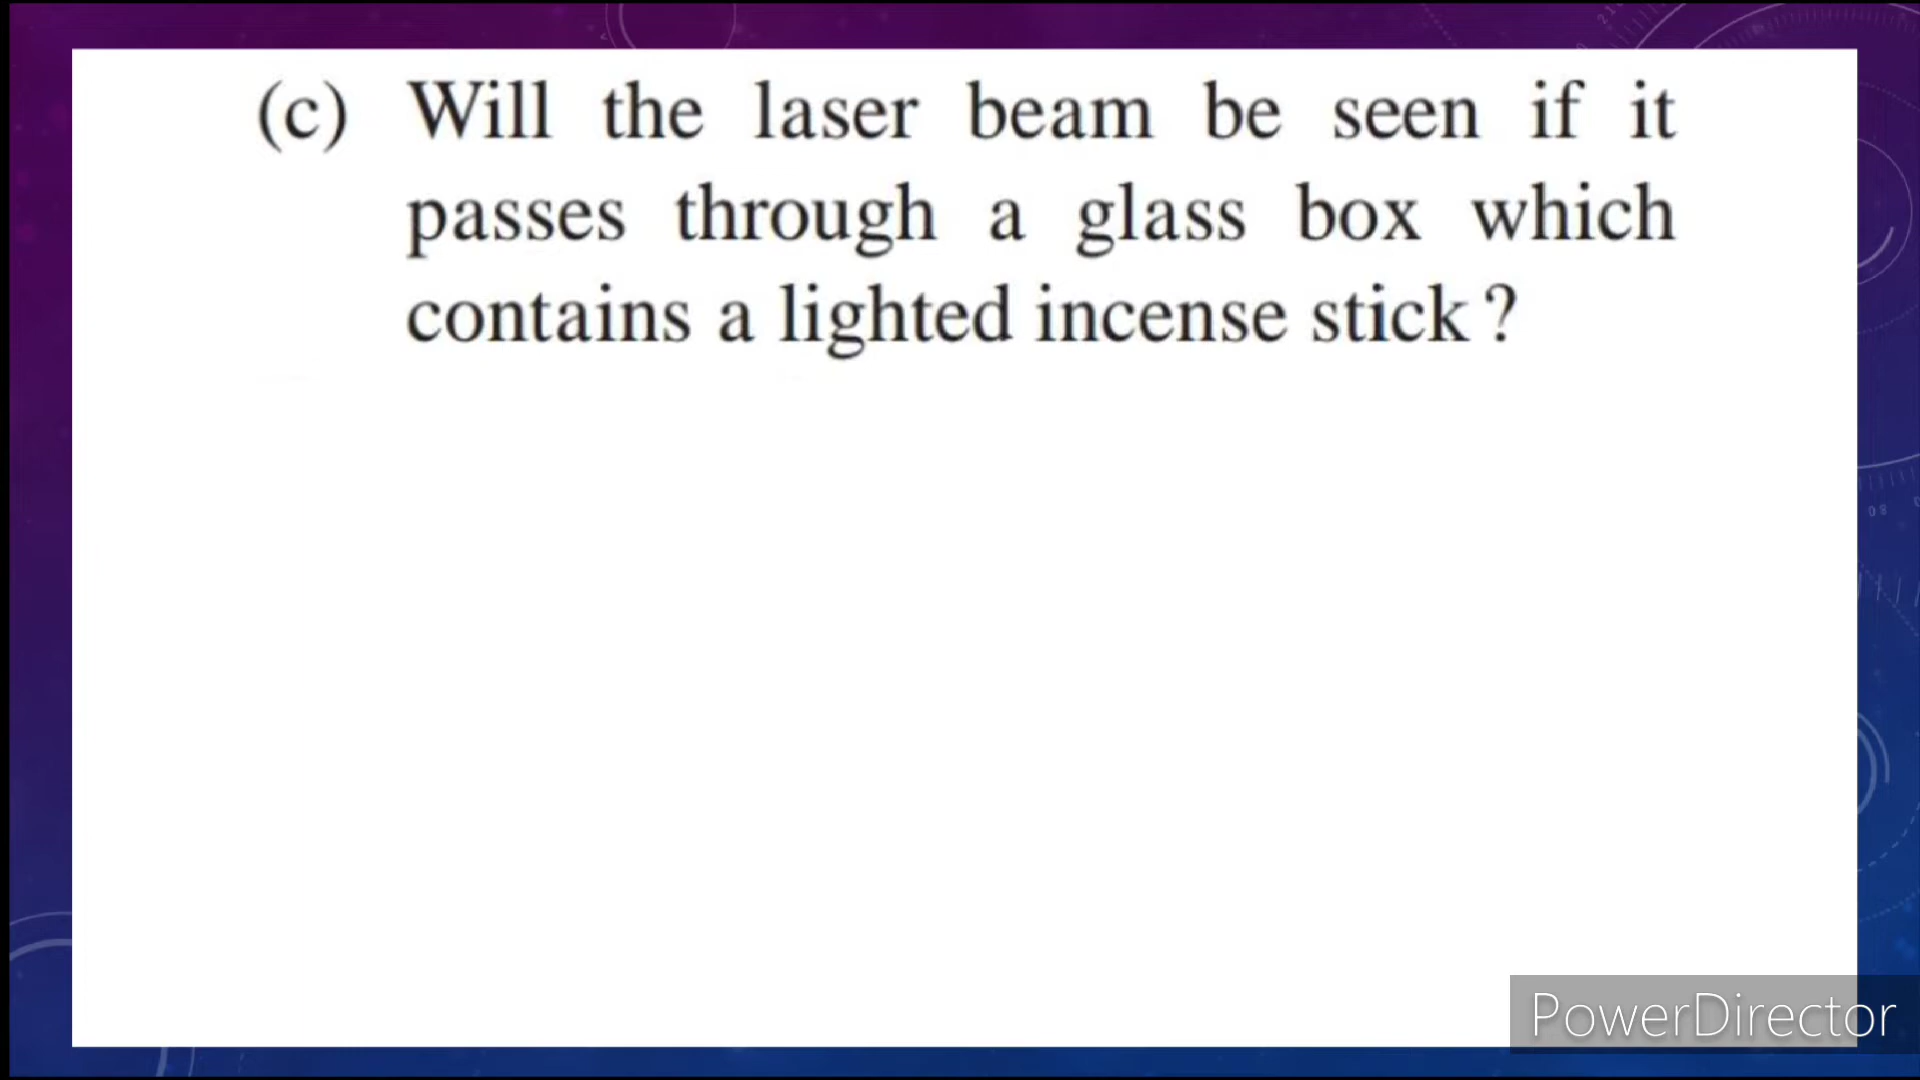 (c) Will the laser beam be seen if it
passes through a glass box which
contains a lighted incense stick ?
PowerDirector